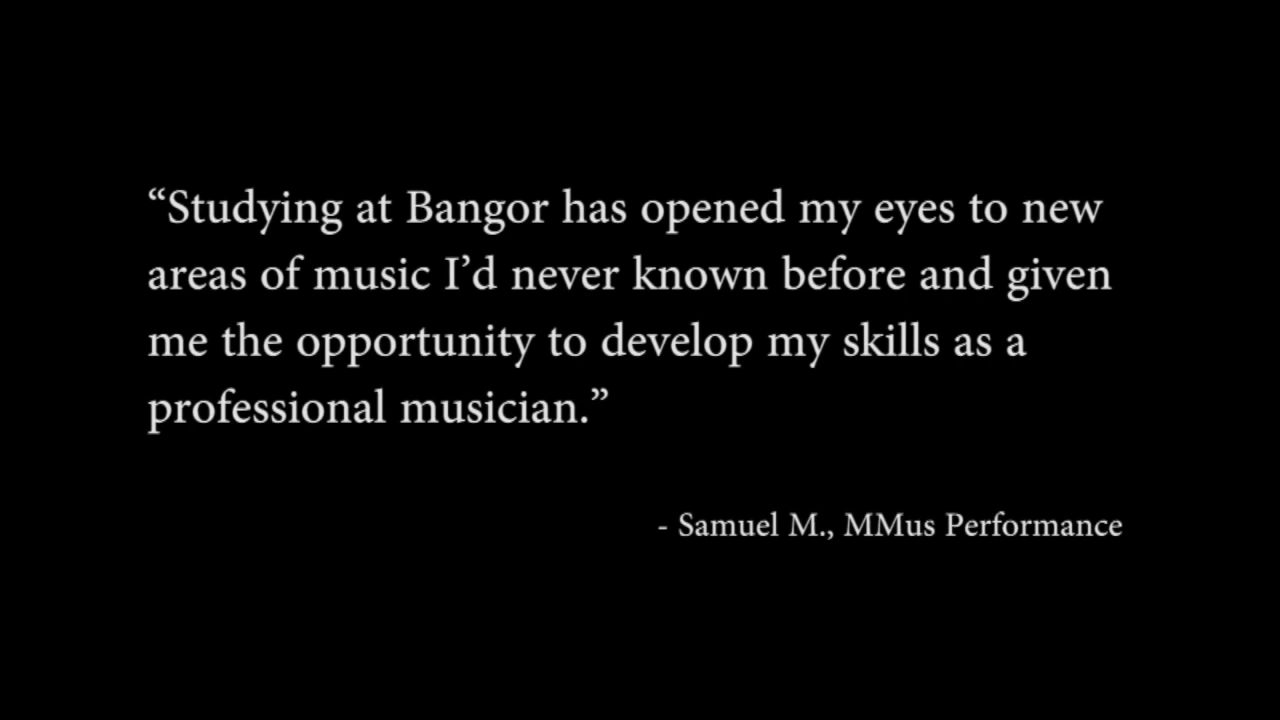 “Studying at Bangor has opened my eyes to new
areas of music I’d never known before and given
me the opportunity to develop my skills as a
professional musician.”
- Samuel M., MMus Performance